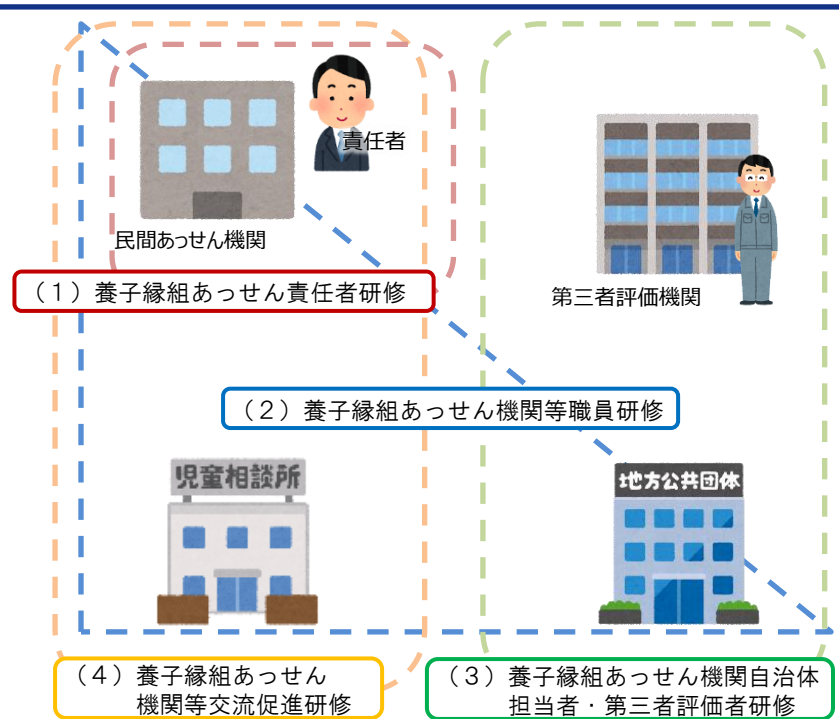 責任者
民間あっせん機関
（１）養子縁組あっせん責任者研修
第三者評価機関
（２）養子縁組あっせん機関等職員研修
児童相談所
地方公共団体
（４）養子縁組あっせん
機関等交流促進研修
（３）養子縁組あっせん機関自治体
担当者・第三者評価者研修